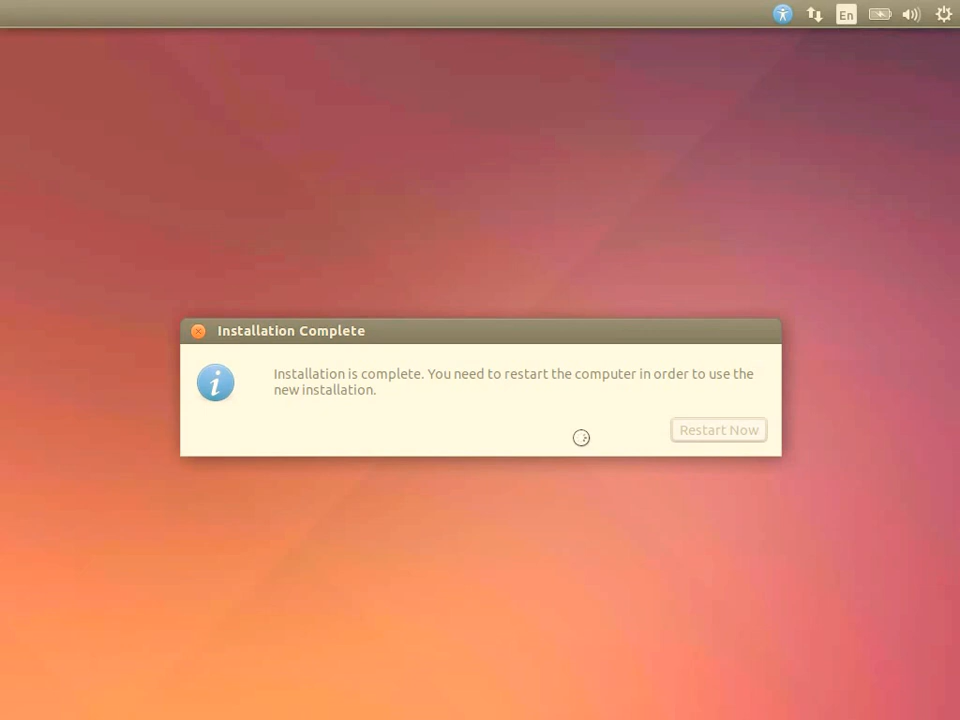 En
Installation Complete
Installation is complete. You need to restart the computer in order to use the
new installation.
Restart Now